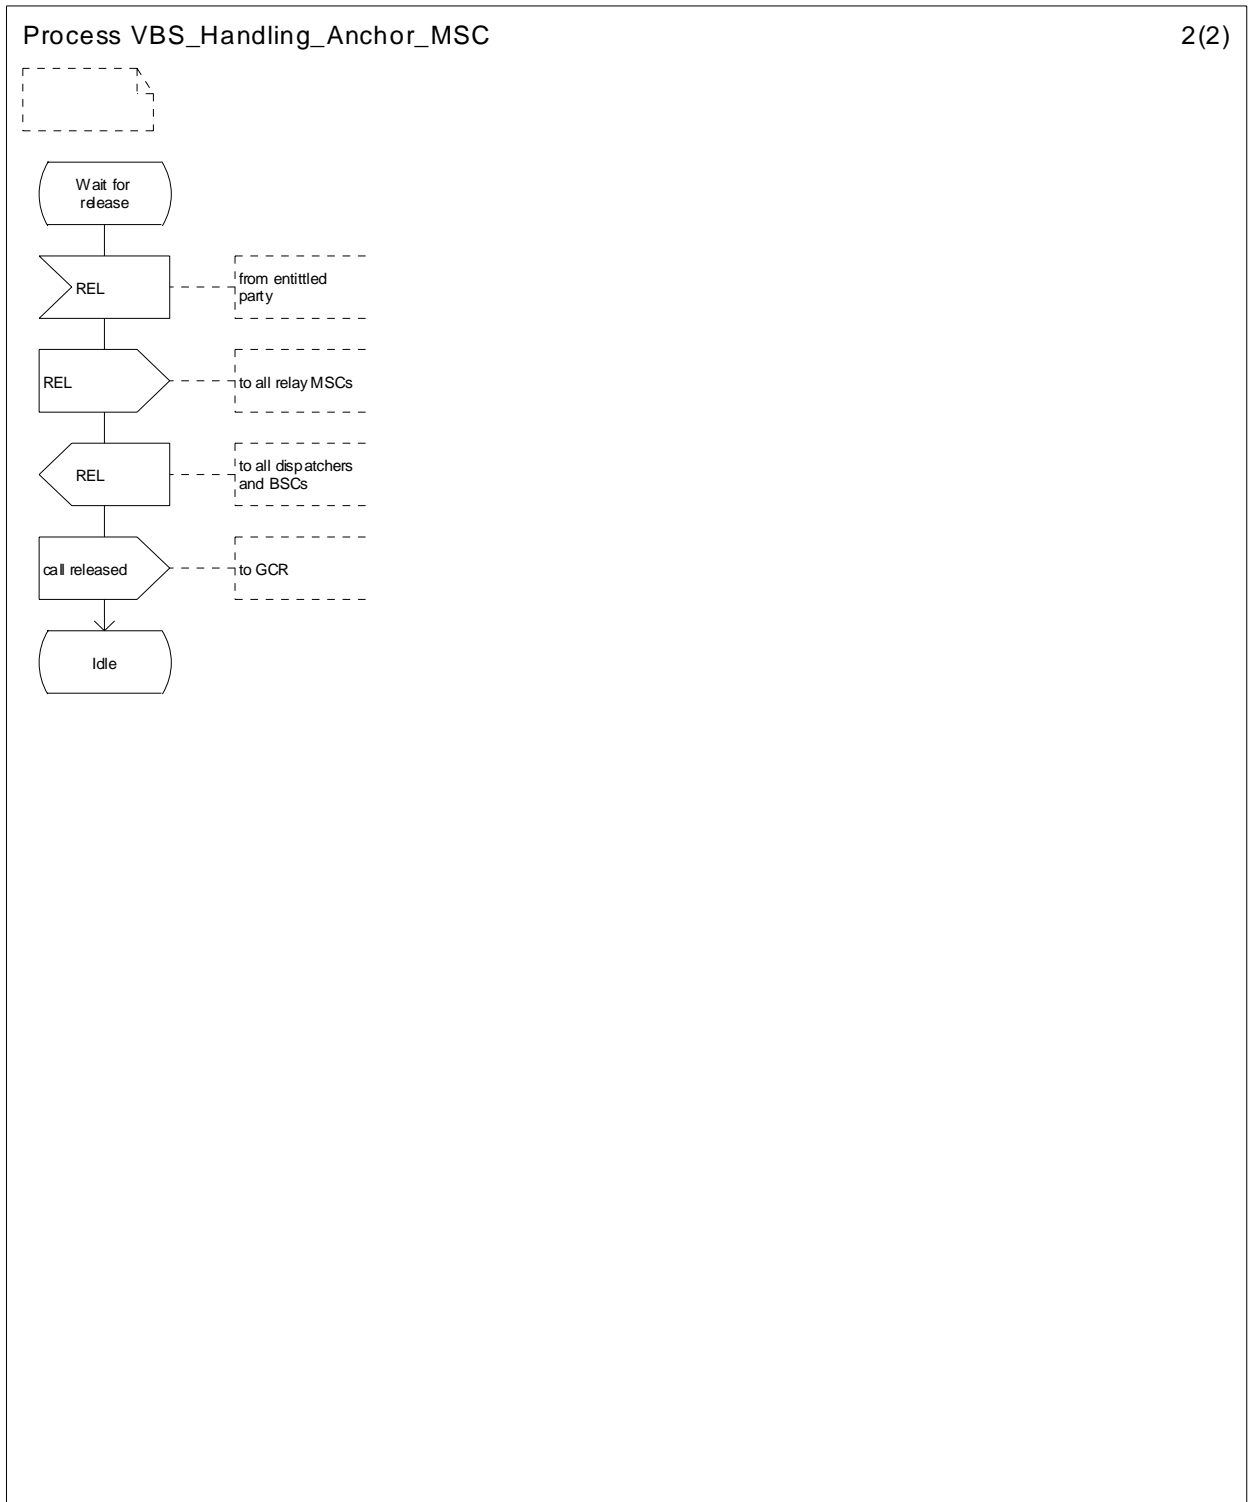 Process VBS_Handling_Anchor_MSC
2(2)
Wait for
release
REL
from entittled
party
REL
to all relay MSCs
REL
to all dispatchers
and BSCs
call released
to GCR
Idle